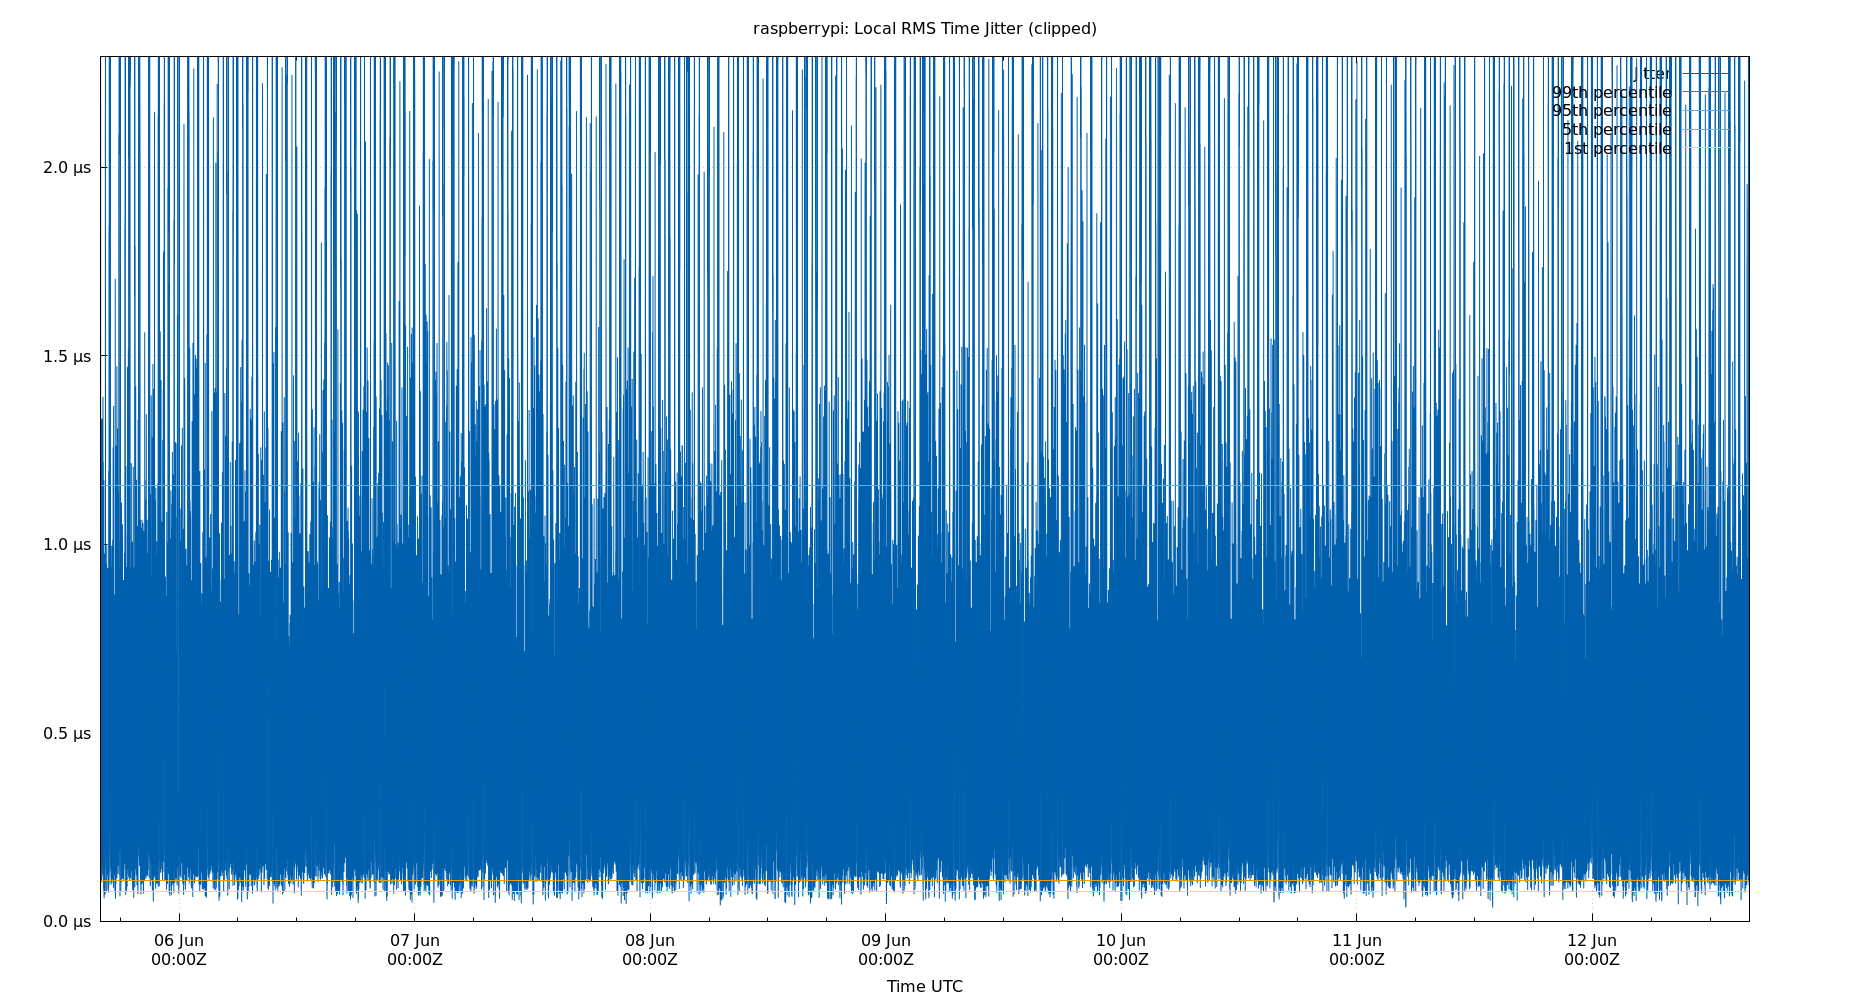 raspberrypi: Local RMS Time Jitter (clipped)
Jitter
99th percentile
95th percentile
5th percentile
1st percentile
2.0 µs
1.5 µs
1.0 µs
0.5 µs
0.0 µs
06 Jun 07 Jun 08 Jun 09 Jun 10 Jun 11 Jun 12 Jun
00:00Z 00:00Z 00:00Z 00:00Z 00:00Z 00:00Z 00:00Z
Time UTC